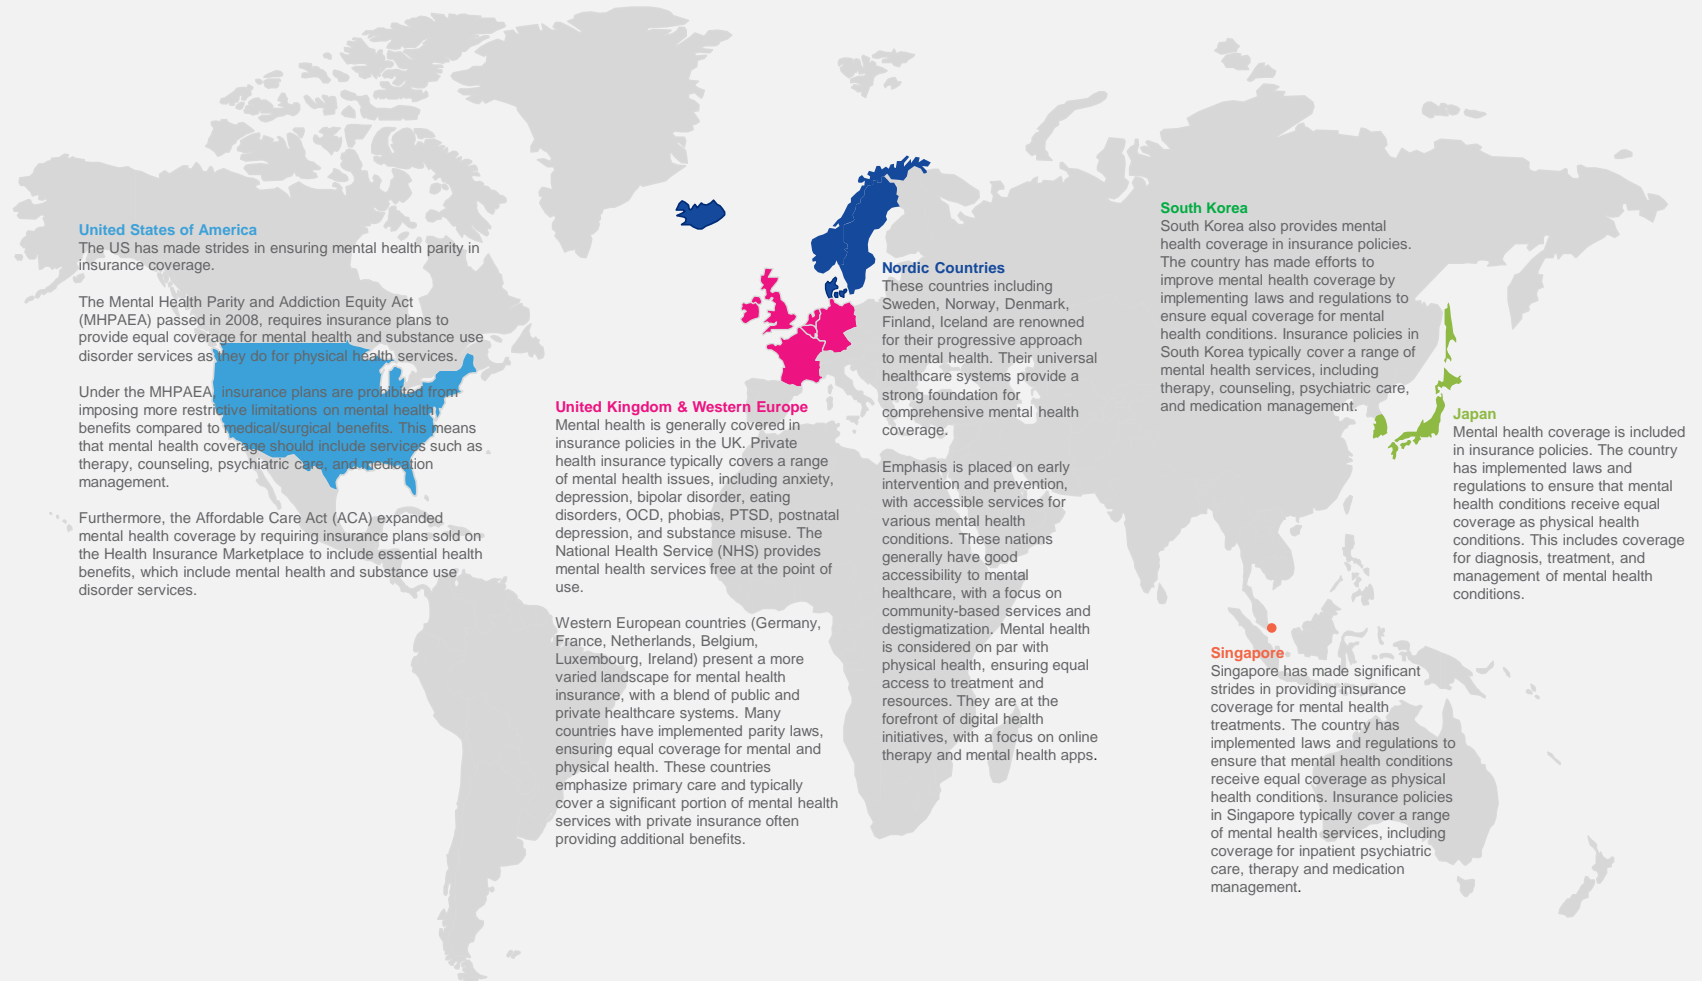 United States of America
The US has made strides in ensuring mental health parity in
insurance coverage.
The Mental Health Parity and Addiction Equity Act
(MHPAEA) passed in 2008, requires insurance plans to
provide equal coverage for mental health and substance use
disorder services as they do for physical health services.
Under the MHPAEA, insurance plans are prohibited from
imposing more restrictive limitations on mental health
benefits compared to medical/surgical benefits. This means
that mental health coverage should include services such as
therapy, counseling, psychiatric care, and medication
management.
Furthermore, the Affordable Care Act (ACA) expanded
mental health coverage by requiring insurance plans sold on
the Health Insurance Marketplace to include essential health
benefits, which include mental health and substance use
disorder services.
United Kingdom & Western Europe
Mental health is generally covered in
insurance policies in the UK. Private
health insurance typically covers a range
of mental health issues, including anxiety,
depression, bipolar disorder, eating
disorders, OCD, phobias, PTSD, postnatal
depression, and substance misuse. The
National Health Service (NHS) provides
mental health services free at the point of
use.
Western European countries (Germany,
France, Netherlands, Belgium,
Luxembourg, Ireland) present a more
varied landscape for mental health
insurance, with a blend of public and
private healthcare systems. Many
countries have implemented parity laws,
ensuring equal coverage for mental and
physical health. These countries
emphasize primary care and typically
cover a significant portion of mental health
services with private insurance often
providing additional benefits.
Nordic Countries
These countries including
Sweden, Norway, Denmark,
Finland, Iceland are renowned
for their progressive approach
to mental health. Their universal
healthcare systems provide a
strong foundation for
comprehensive mental health
coverage.
Emphasis is placed on early
intervention and prevention,
with accessible services for
various mental health
conditions. These nations
generally have good
accessibility to mental
healthcare, with a focus on
community-based services and
destigmatization. Mental health
is considered on par with
physical health, ensuring equal
access to treatment and
resources. They are at the
forefront of digital health
initiatives, with a focus on online
therapy and mental health apps.
South Korea
South Korea also provides mental
health coverage in insurance policies.
The country has made efforts to
improve mental health coverage by
implementing laws and regulations to
ensure equal coverage for mental
health conditions. Insurance policies in
South Korea typically cover a range of
mental health services, including
therapy, counseling, psychiatric care,
and medication management.
Japan
Mental health coverage is included
in insurance policies. The country
has implemented laws and
regulations to ensure that mental
health conditions receive equal
coverage as physical health
conditions. This includes coverage
for diagnosis, treatment, and
management of mental health
conditions.
Singapore
Singapore has made significant
strides in providing insurance
coverage for mental health
treatments. The country has
implemented laws and regulations to
ensure that mental health conditions
receive equal coverage as physical
health conditions. Insurance policies
in Singapore typically cover a range
of mental health services, including
coverage for inpatient psychiatric
care, therapy and medication
management.